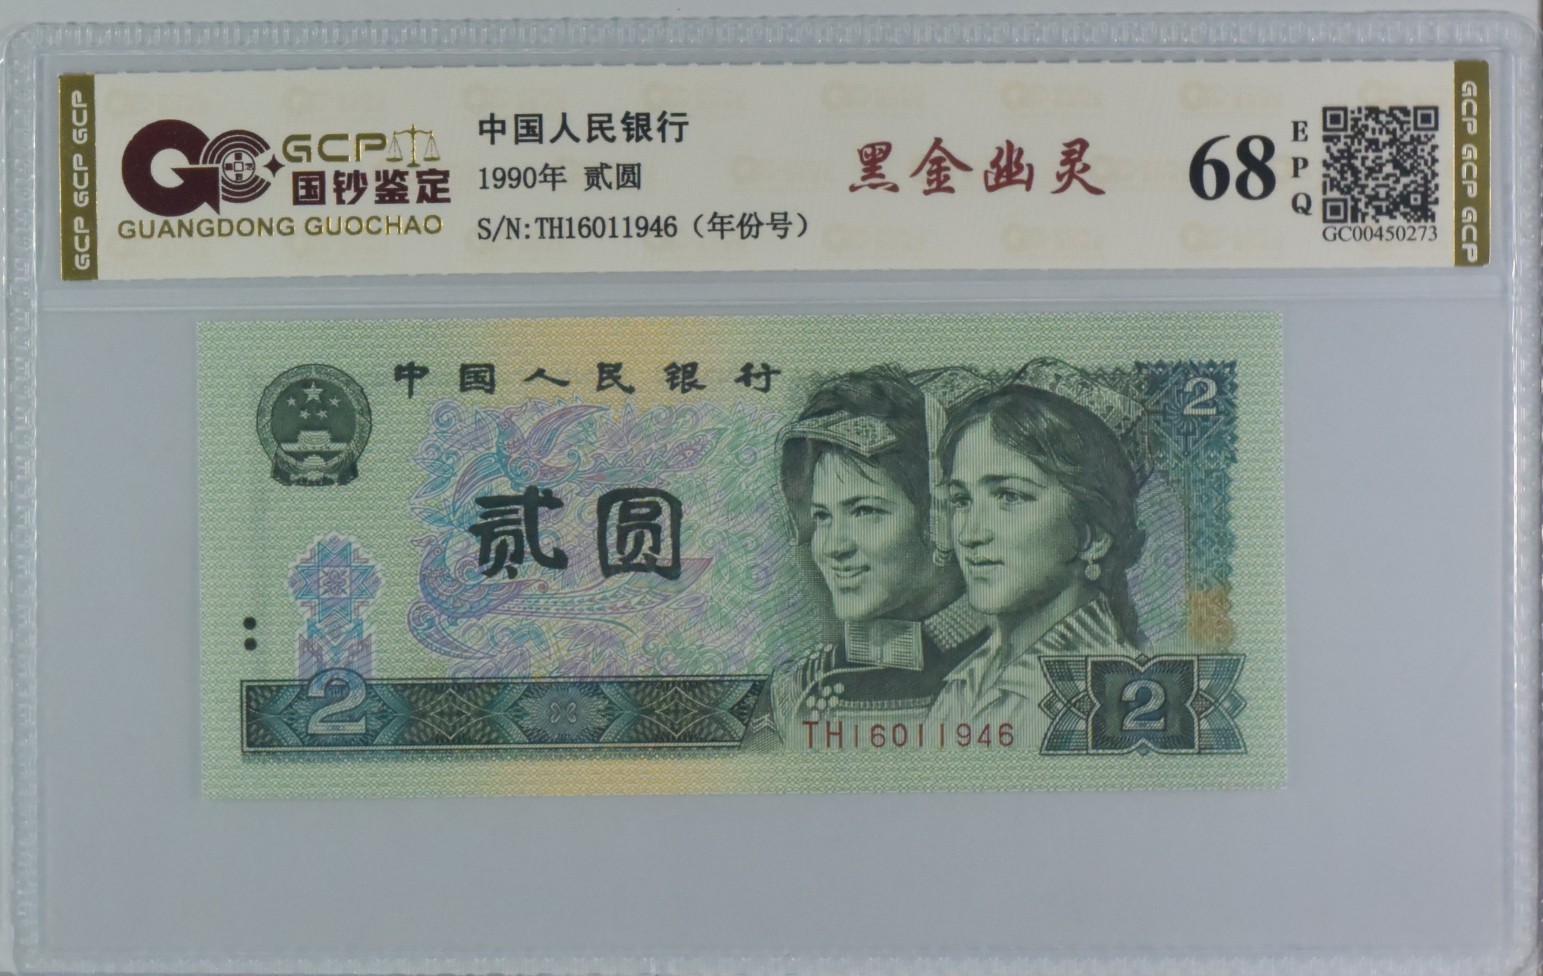 GCP GCP GCP
GCP
国钞鉴定
GUANGDONG GUOCHAO
中国人民银行
1990年 贰圆
S/N:TH16011946（年份号）
黑金幽灵
68
EPQ
GC00450273
GCP GCP GCP
中国人民银行
2
贰圆
2
TH16011946
2